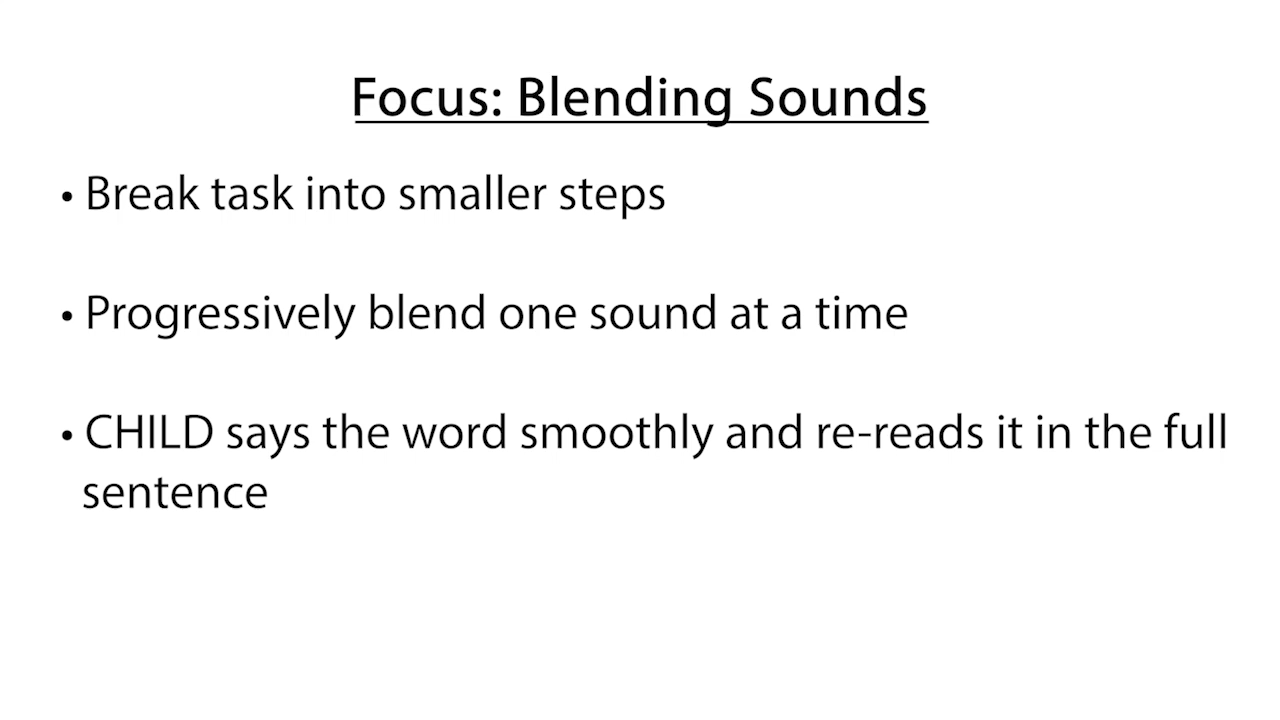 Focus: Blending Sounds
• Break task into smaller steps
• Progressively blend one sound at a time
• CHILD says the word smoothly and re-reads it in the full
sentence